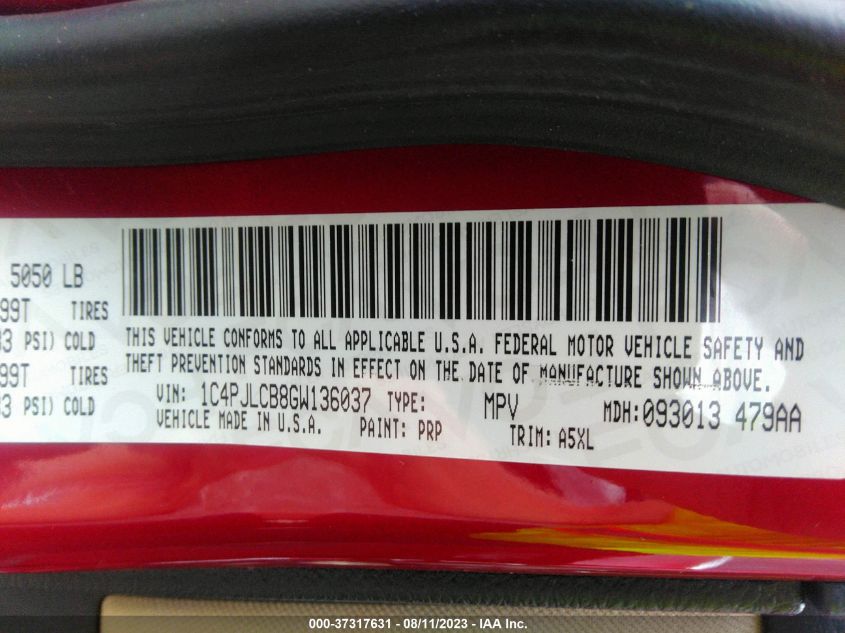 5050 LB
99T TIRES
33 PSI) COLD
99T TIRES
33 PSI) COLD
THIS VEHICLE CONFORMS TO ALL APPLICABLE U.S.A. FEDERAL MOTOR VEHICLE SAFETY AND
THEFT PREVENTION STANDARDS IN EFFECT ON THE DATE OF MANUFACTURE SHOWN ABOVE.
VIN: 1C4PJLCB8GW136037 TYPE: MPV MDH: 093013 479AA
VEHICLE MADE IN U.S.A. PAINT: PRP TRIM: A5XL
000-37317631 - 08/11/2023 - IAA Inc.